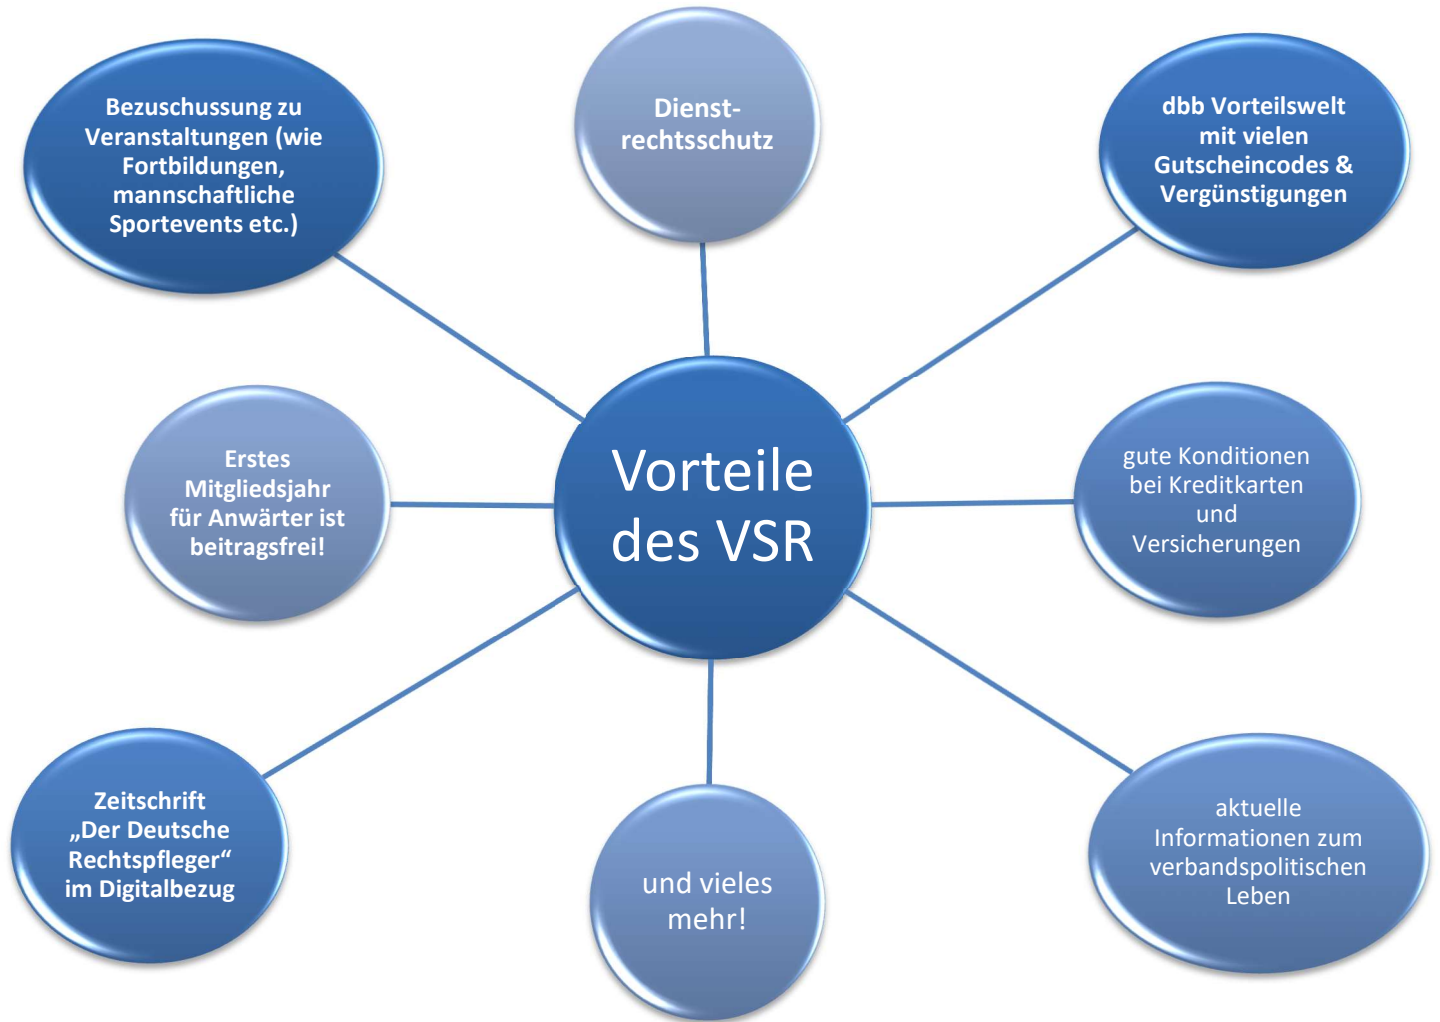 Bezuschussung zu
Veranstaltungen (wie
Fortbildungen,
mannschaftliche
Sportevents etc.)
Dienst-
rechtsschutz
dbb Vorteilswelt
mit vielen
Gutscheincodes &
Vergünstigungen
Erstes
Mitgliedsjahr
für Anwärter ist
beitragsfrei!
Vorteile
des VSR
gute Konditionen
bei Kreditkarten
und
Versicherungen
Zeitschrift
„Der Deutsche
Rechtspfleger“
im Digitalbezug
und vieles
mehr!
aktuelle
Informationen zum
verbandspolitischen
Leben